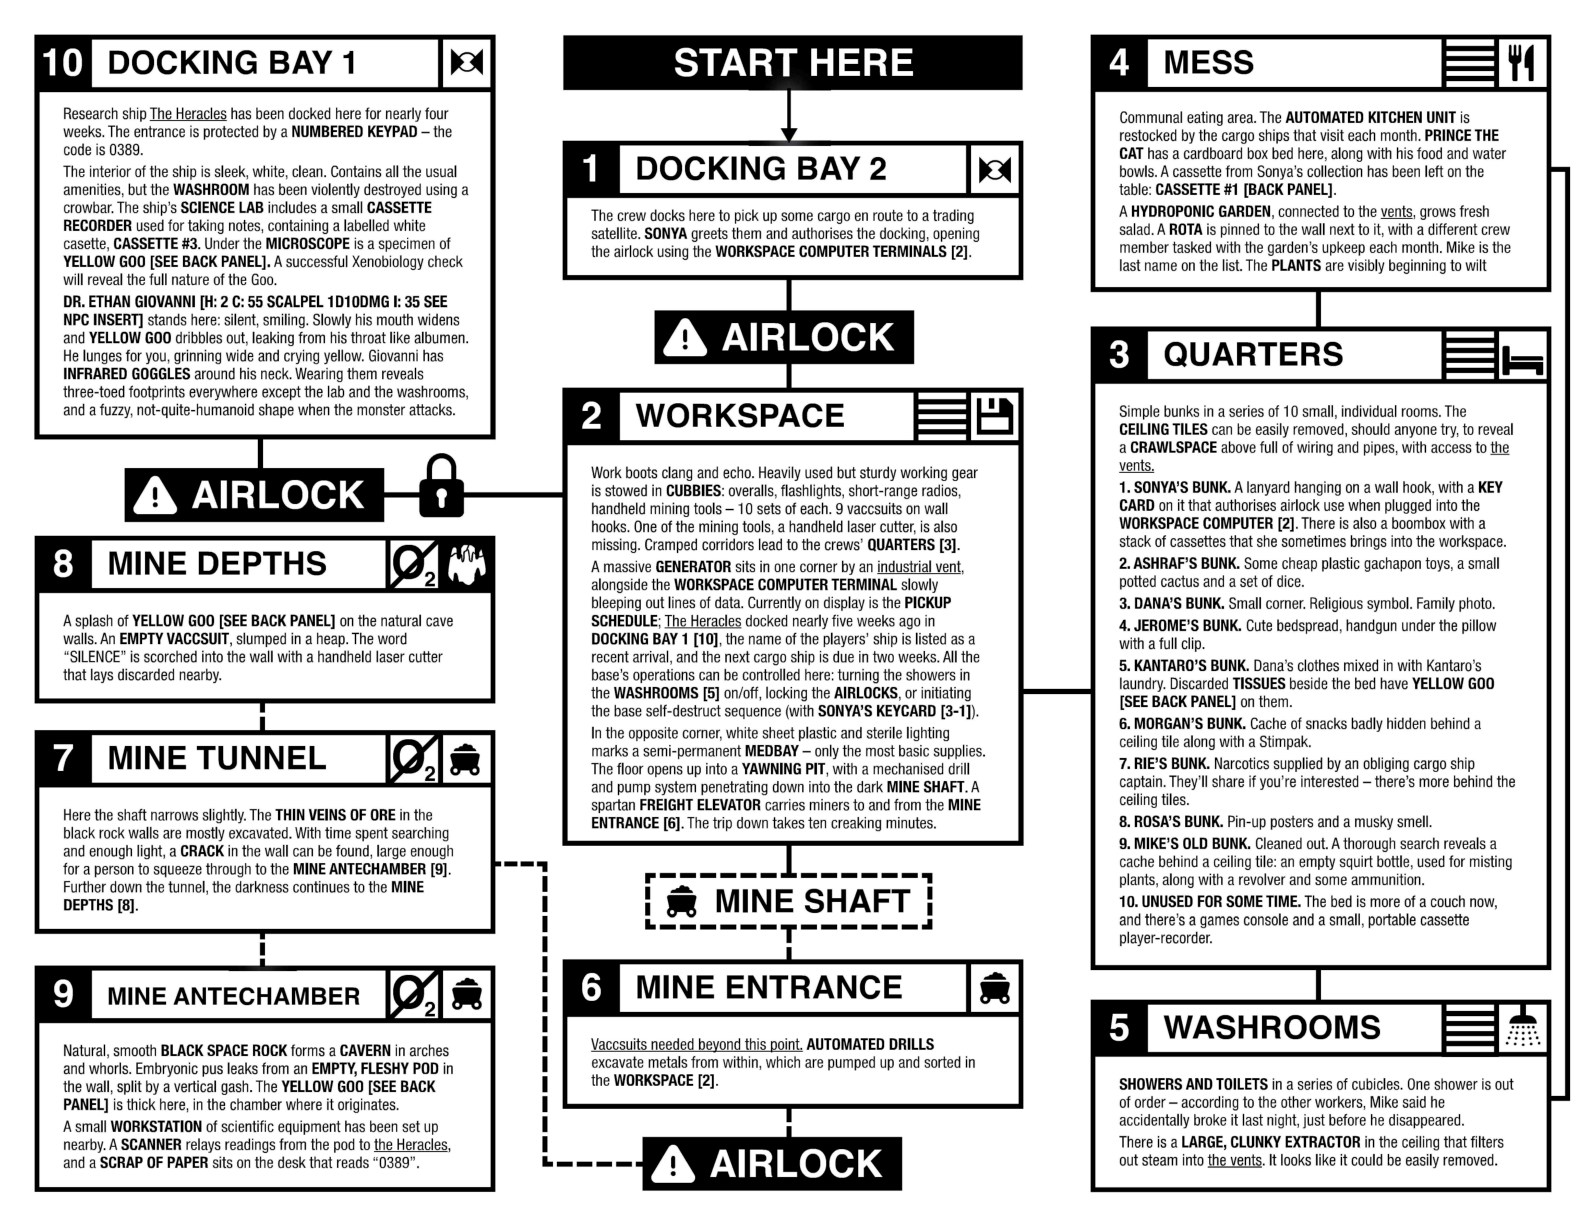 10 DOCKING BAY 1
Research ship The Heracles has been docked here for nearly four
weeks. The entrance is protected by a NUMBERED KEYPAD – the
code is 0389.
The interior of the ship is sleek, white, clean. Contains all the usual
amenities, but the WASHROOM has been violently destroyed using a
crowbar. The ship's SCIENCE LAB includes a small CASSETTE
RECORDER used for taking notes, containing a labelled white
casette, CASSETTE #3. Under the MICROSCOPE is a specimen of
YELLOW GOO [SEE BACK PANEL]. A successful Xenobiology check
will reveal the full nature of the Goo.
DR. ETHAN GIOVANNI [H: 2 C: 55 SCALPEL 1D10DMG I: 35 SEE
NPC INSERT] stands here: silent, smiling. Slowly his mouth widens
and YELLOW GOO dribbles out, leaking from his throat like albumen.
He lunges for you, grinning wide and crying yellow. Giovanni has
INFRARED GOGGLES around his neck. Wearing them reveals
three-toed footprints everywhere except the lab and the washrooms,
and a fuzzy, not-quite-humanoid shape when the monster attacks.
AIRLOCK
8 MINE DEPTHS O2
A splash of YELLOW GOO [SEE BACK PANEL] on the natural cave
walls. An EMPTY VACCSUIT, slumped in a heap. The word
“SILENCE” is scorched into the wall with a handheld laser cutter
that lays discarded nearby.
7 MINE TUNNEL O2
Here the shaft narrows slightly. The THIN VEINS OF ORE in the
black rock walls are mostly excavated. With time spent searching
and enough light, a CRACK in the wall can be found, large enough
for a person to squeeze through to the MINE ANTECHAMBER [9].
Further down the tunnel, the darkness continues to the MINE
DEPTHS [8].
9 MINE ANTECHAMBER O2
Natural, smooth BLACK SPACE ROCK forms a CAVERN in arches
and whorls. Embryonic pus leaks from an EMPTY, FLESHY POD in
the wall, split by a vertical gash. The YELLOW GOO [SEE BACK
PANEL] is thick here, in the chamber where it originates.
A small WORKSTATION of scientific equipment has been set up
nearby. A SCANNER relays readings from the pod to the Heracles,
and a SCRAP OF PAPER sits on the desk that reads “0389”.
START HERE
1 DOCKING BAY 2
The crew docks here to pick up some cargo en route to a trading
satellite. SONYA greets them and authorises the docking, opening
the airlock using the WORKSPACE COMPUTER TERMINALS [2].
AIRLOCK
2 WORKSPACE
Work boots clang and echo. Heavily used but sturdy working gear
is stowed in CUBBIES: overalls, flashlights, short-range radios,
handheld mining tools – 10 sets of each. 9 vaccsuits on wall
hooks. One of the mining tools, a handheld laser cutter, is also
missing. Cramped corridors lead to the crews' QUARTERS [3].
A massive GENERATOR sits in one corner by an industrial vent,
alongside the WORKSPACE COMPUTER TERMINAL slowly
bleeping out lines of data. Currently on display is the PICKUP
SCHEDULE; The Heracles docked nearly five weeks ago in
DOCKING BAY 1 [10], the name of the players' ship is listed as a
recent arrival, and the next cargo ship is due in two weeks. All the
base's operations can be controlled here: turning the showers in
the WASHROOMS [5] on/off, locking the AIRLOCKS, or initiating
the base self-destruct sequence (with SONYA'S KEYCARD [3-1]).
In the opposite corner, white sheet plastic and sterile lighting
marks a semi-permanent MEDBAY – only the most basic supplies.
The floor opens up into a YAWNING PIT, with a mechanised drill
and pump system penetrating down into the dark MINE SHAFT. A
spartan FREIGHT ELEVATOR carries miners to and from the MINE
ENTRANCE [6]. The trip down takes ten creaking minutes.
MINE SHAFT
6 MINE ENTRANCE
Vaccsuits needed beyond this point. AUTOMATED DRILLS
excavate metals from within, which are pumped up and sorted in
the WORKSPACE [2].
AIRLOCK
4 MESS
Communal eating area. The AUTOMATED KITCHEN UNIT is
restocked by the cargo ships that visit each month. PRINCE THE
CAT has a cardboard box bed here, along with his food and water
bowls. A cassette from Sonya's collection has been left on the
table: CASSETTE #1 [BACK PANEL].
A HYDROPONIC GARDEN, connected to the vents, grows fresh
salad. A ROTA is pinned to the wall next to it, with a different crew
member tasked with the garden's upkeep each month. Mike is the
last name on the list. The PLANTS are visibly beginning to wilt
3 QUARTERS
Simple bunks in a series of 10 small, individual rooms. The
CEILING TILES can be easily removed, should anyone try, to reveal
a CRAWLSPACE above full of wiring and pipes, with access to the
vents.
1. SONYA'S BUNK. A lanyard hanging on a wall hook, with a KEY
CARD on it that authorises airlock use when plugged into the
WORKSPACE COMPUTER [2]. There is also a boombox with a
stack of cassettes that she sometimes brings into the workspace.
2. ASHRAF'S BUNK. Some cheap plastic gachapon toys, a small
potted cactus and a set of dice.
3. DANA'S BUNK. Small corner. Religious symbol. Family photo.
4. JEROME'S BUNK. Cute bedspread, handgun under the pillow
with a full clip.
5. KANTARO'S BUNK. Dana's clothes mixed in with Kantaro's
laundry. Discarded TISSUES beside the bed have YELLOW GOO
[SEE BACK PANEL] on them.
6. MORGAN'S BUNK. Cache of snacks badly hidden behind a
ceiling tile along with a Stimpak.
7. RIE'S BUNK. Narcotics supplied by an obliging cargo ship
captain. They'll share if you're interested – there's more behind the
ceiling tiles.
8. ROSA'S BUNK. Pin-up posters and a musky smell.
9. MIKE'S OLD BUNK. Cleaned out. A thorough search reveals a
cache behind a ceiling tile: an empty squirt bottle, used for misting
plants, along with a revolver and some ammunition.
10. UNUSED FOR SOME TIME. The bed is more of a couch now,
and there's a games console and a small, portable cassette
player-recorder.
5 WASHROOMS
SHOWERS AND TOILETS in a series of cubicles. One shower is out
of order – according to the other workers, Mike said he
accidentally broke it last night, just before he disappeared.
There is a LARGE, CLUNKY EXTRACTOR in the ceiling that filters
out steam into the vents. It looks like it could be easily removed.